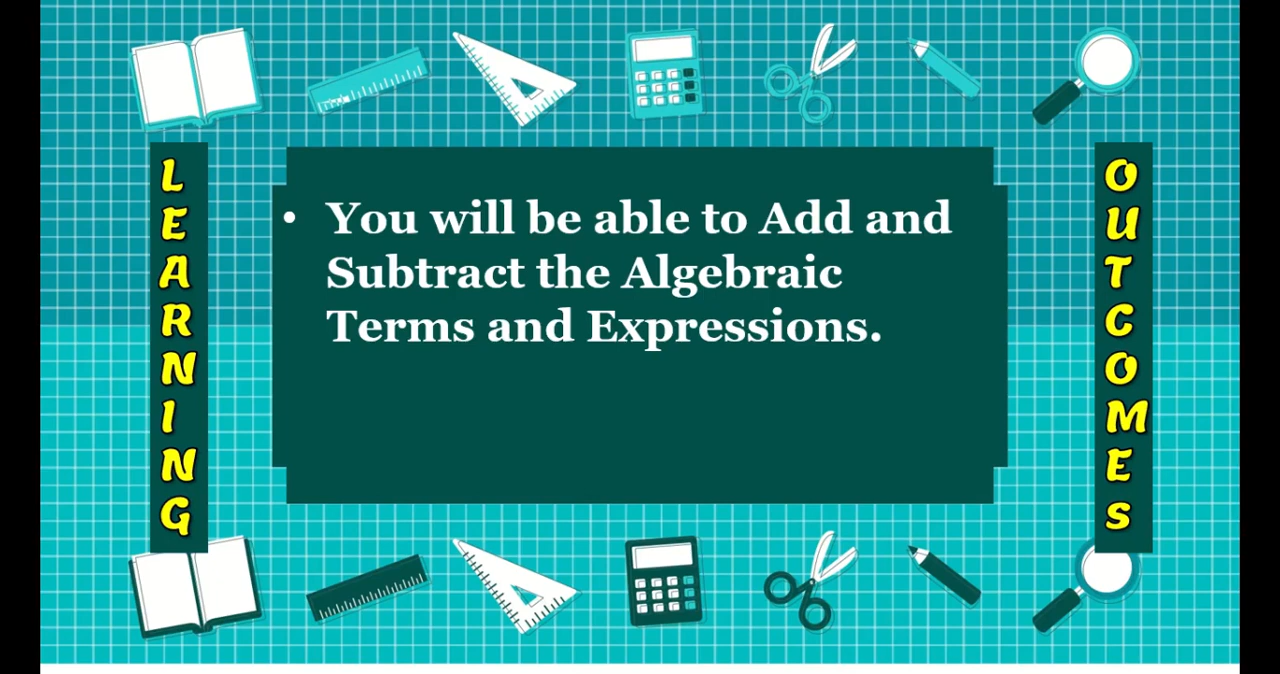 LEARNING
• You will be able to Add and
Subtract the Algebraic
Terms and Expressions.
OUTCOMES